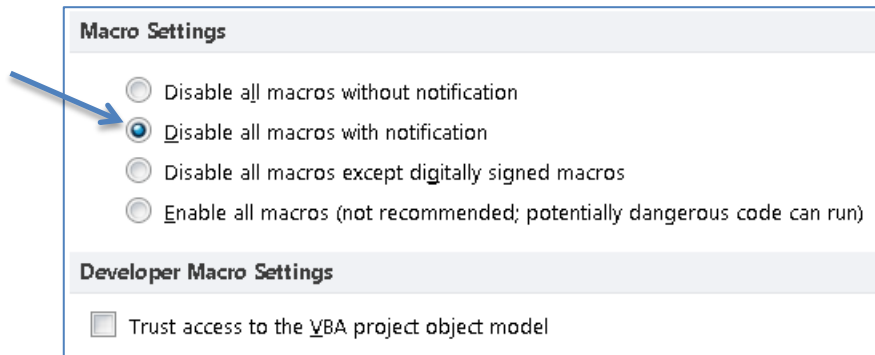 Macro Settings
Disable all macros without notification
Disable all macros with notification
Disable all macros except digitally signed macros
Enable all macros (not recommended; potentially dangerous code can run)
Developer Macro Settings
Trust access to the VBA project object model